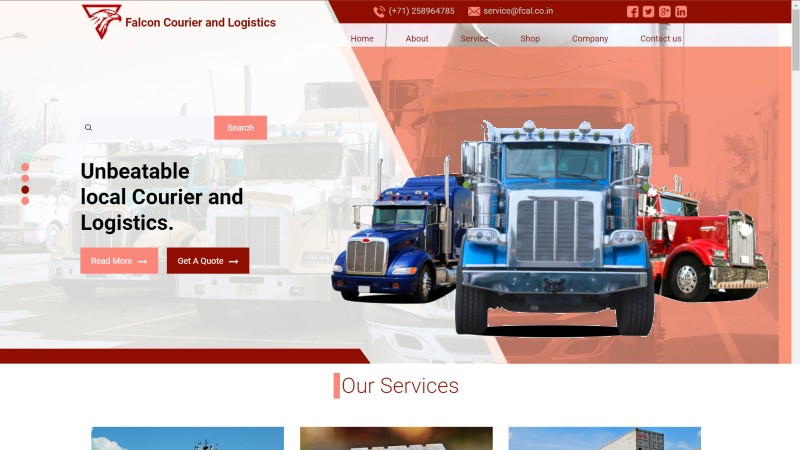 (+71) 258964785 service@fcal.co.in
Falcon Courier and Logistics
Home About Service Shop Company Contact us
Search
Unbeatable
local Courier and
Logistics.
Read More Get A Quote
Our Services